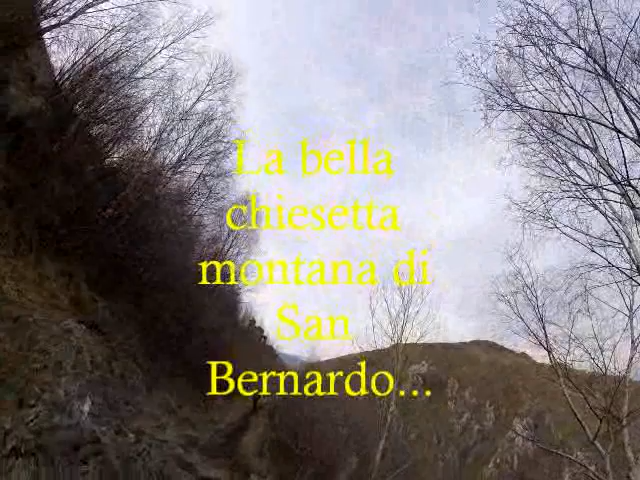 La bella
chiesetta
montana di
San
Bernardo...